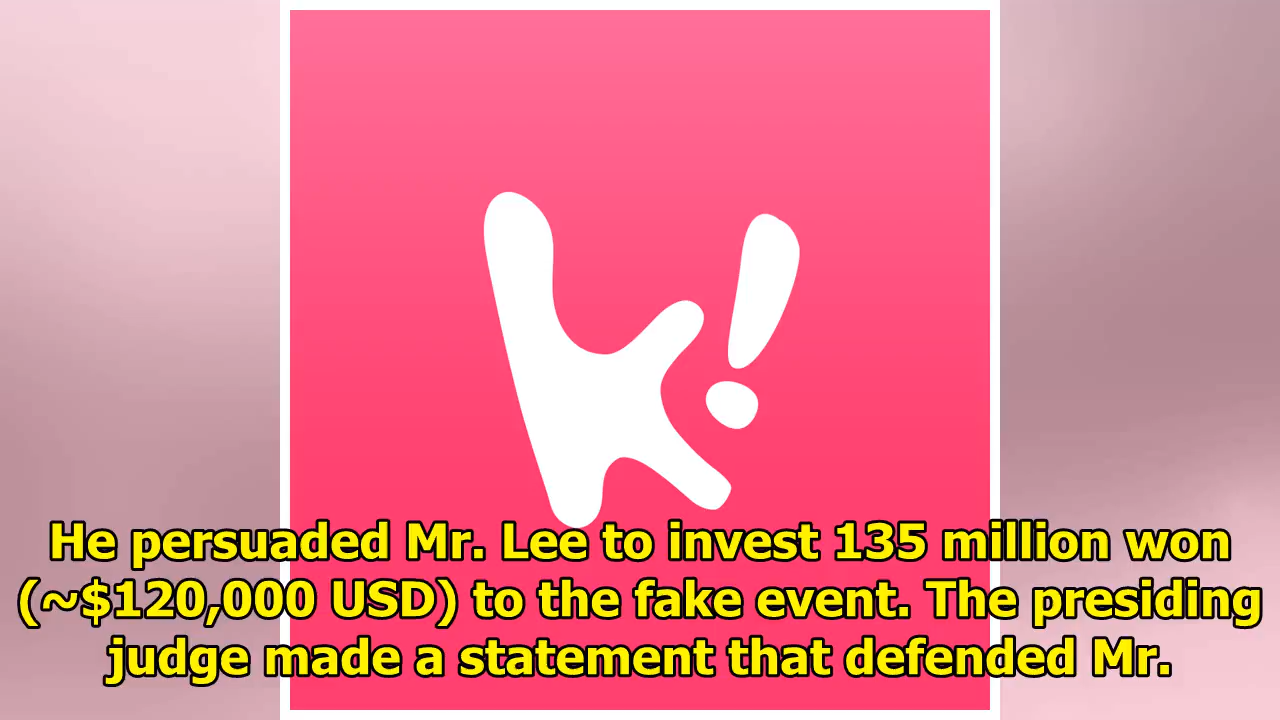 k!
He persuaded Mr. Lee to invest 135 million won
(~$120,000 USD) to the fake event. The presiding
judge made a statement that defended Mr.